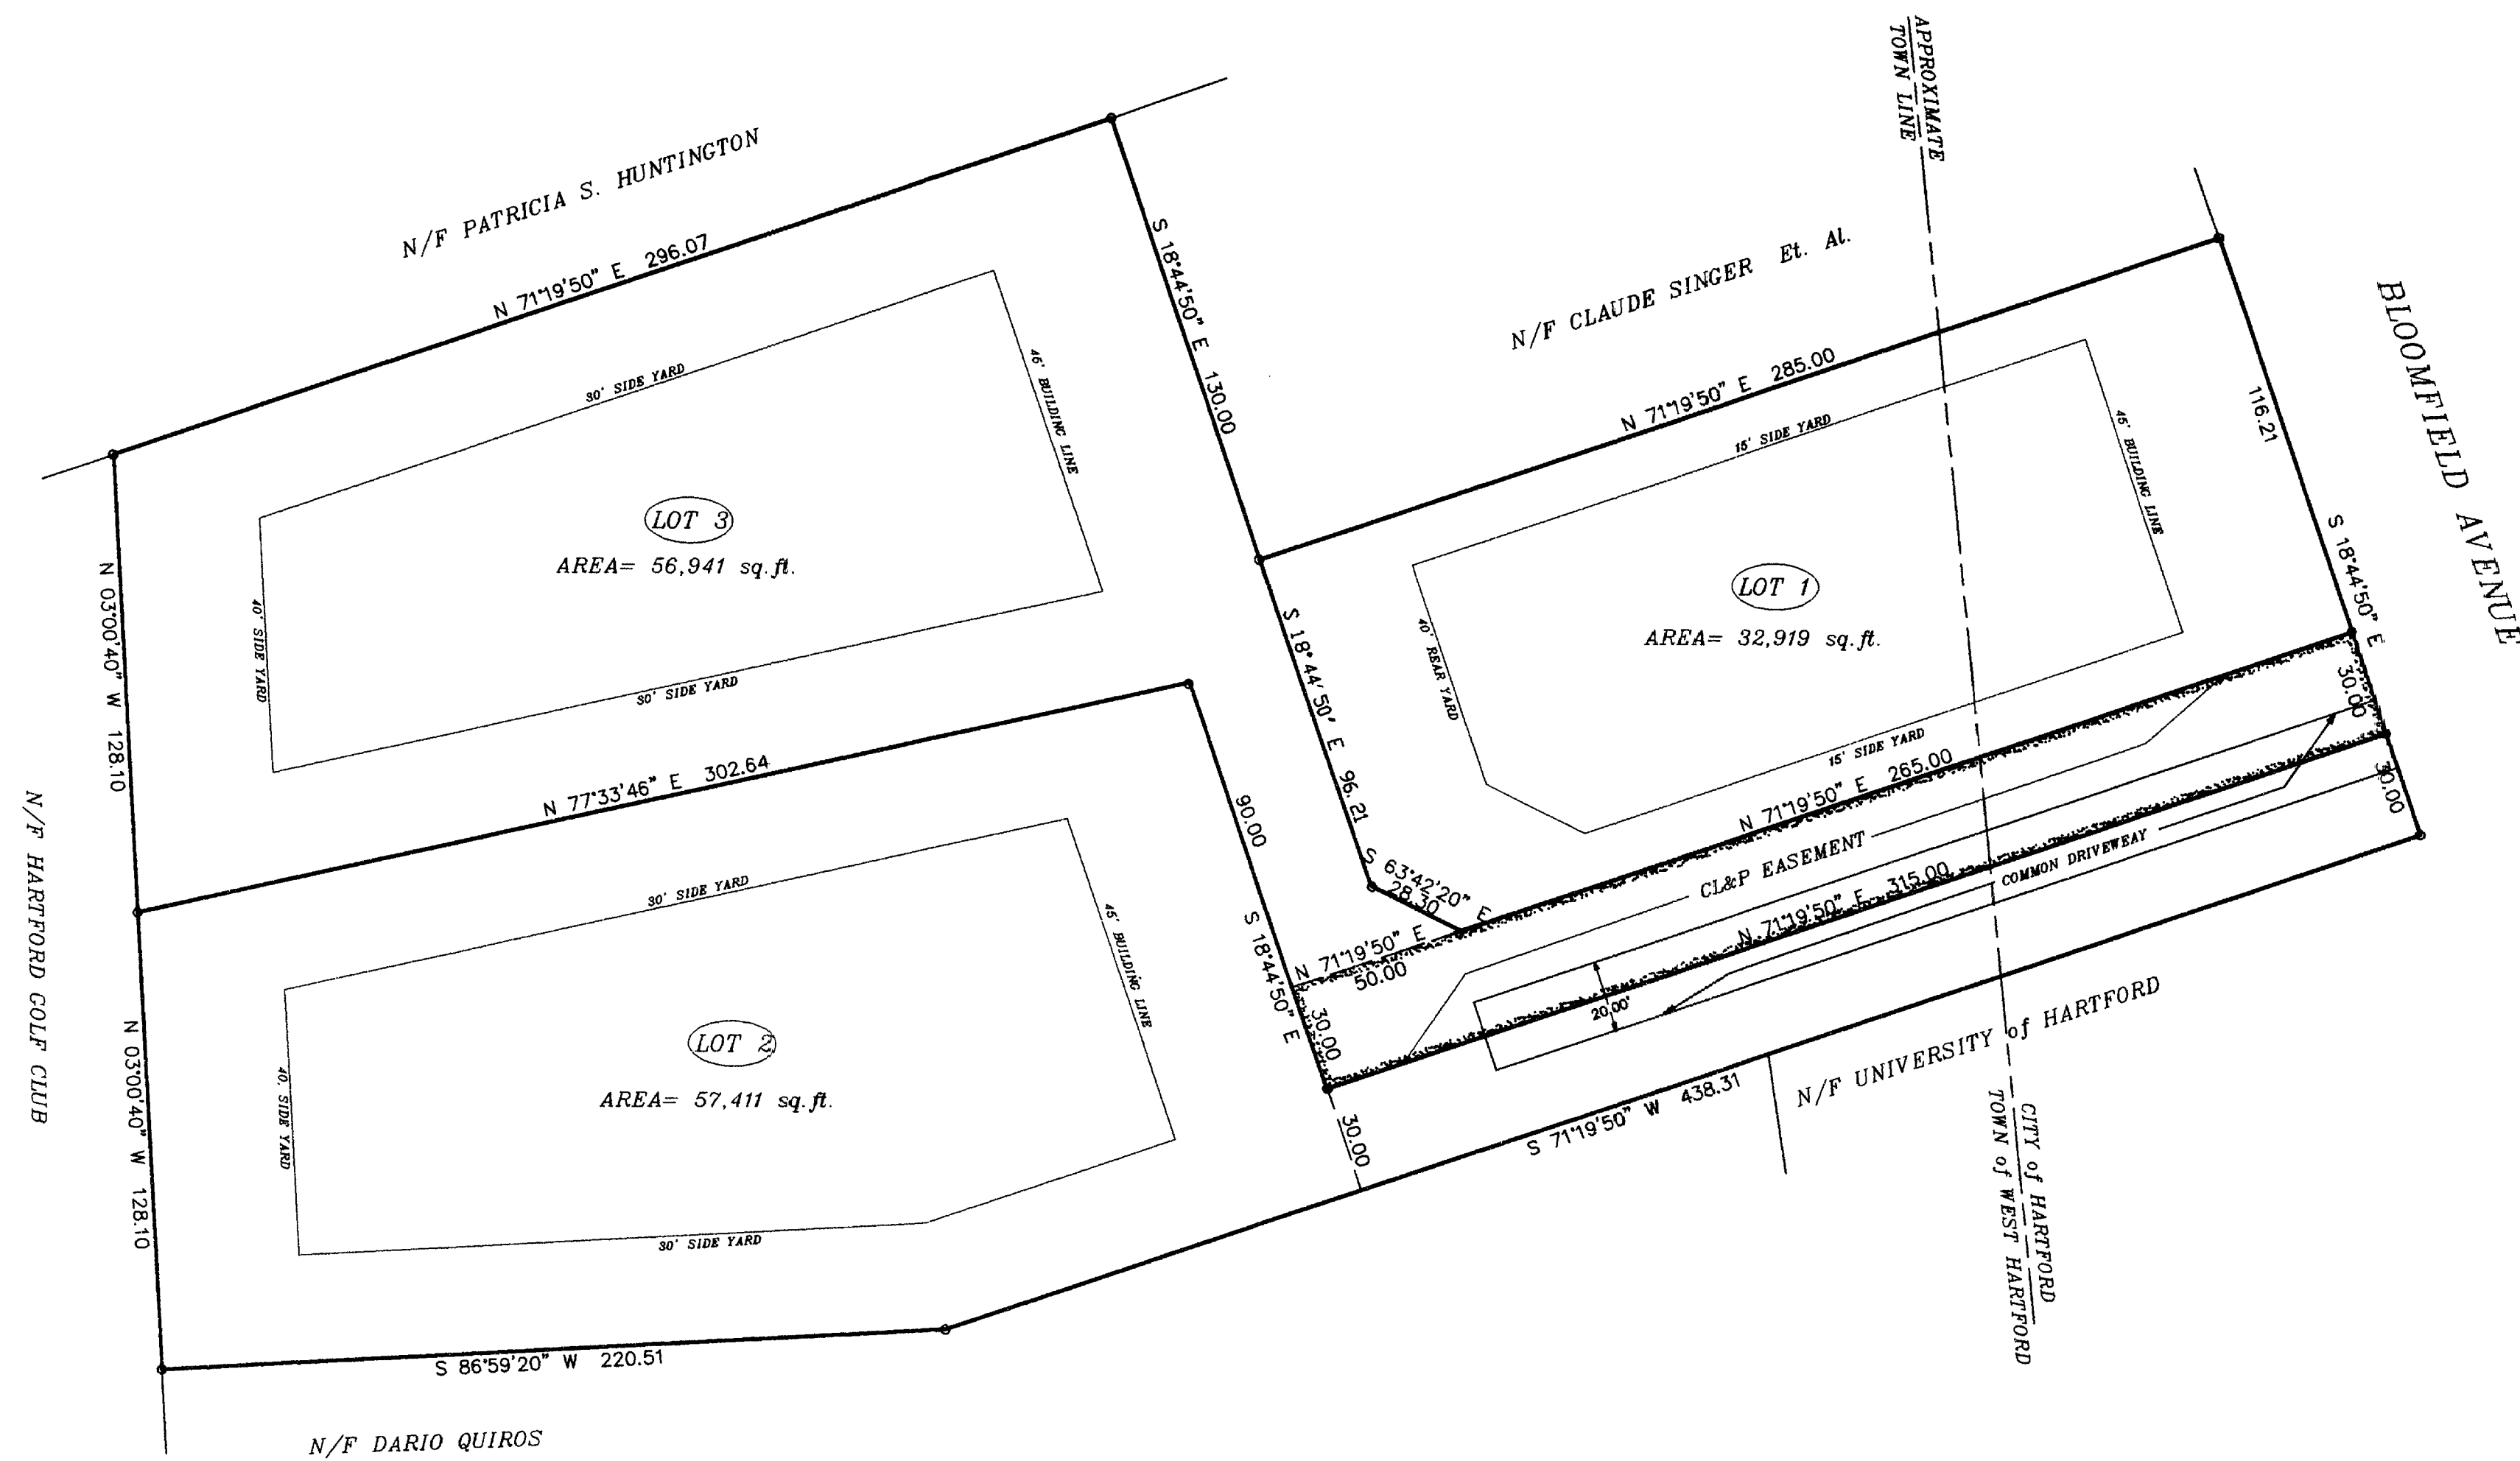 APPROXIMATE
TOWN LINE
N/F PATRICIA S. HUNTINGTON
N 71°19'50" E 296.07
S 18°44'50" E 130.00
N/F CLAUDE SINGER Et. Al.
N 71°19'50" E 285.00
BLOOMFIELD AVENUE
116.21
S 18°44'50" E
30.00
30.00
30' SIDE YARD
45' BUILDING LINE
LOT 3
AREA= 56,941 sq.ft.
40' SIDE YARD
30' SIDE YARD
N 03°00'40" W 128.10
15' SIDE YARD
45' BUILDING LINE
LOT 1
AREA= 32,919 sq.ft.
40' REAR YARD
15' SIDE YARD
S 18°44'50' E 96.21
S 63°42'20" E
28.30
N 71°19'50" E 265.00
CL&P EASEMENT
N 71°19'50" E 315.00
COMMON DRIVEWEAY
20.00'
N 71°19'50" E
50.00
N 77°33'46" E 302.64
90.00
S 18°44'50" E
30.00
30.00
N/F HARTFORD COLF CLUB
30' SIDE YARD
45' BUILDING LINE
LOT 2
AREA= 57,411 sq.ft.
40, SIDE YARD
30' SIDE YARD
N 03°00'40" W 128.10
S 71°19'50" W 438.31
N/F UNIVERSITY of HARTFORD
CITY of HARTFORD
TOWN of WEST HARTFORD
S 86°59'20" W 220.51
N/F DARIO QUIROS